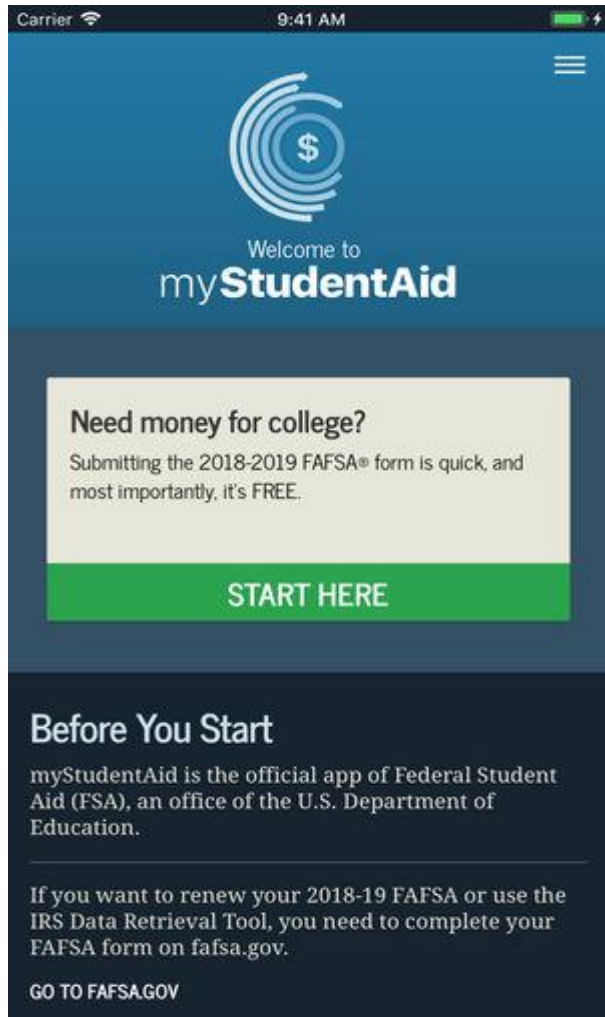 Carrier 9:41 AM
$
Welcome to
myStudentAid
Need money for college?
Submitting the 2018-2019 FAFSA® form is quick, and
most importantly, it's FREE.
START HERE
Before You Start
myStudentAid is the official app of Federal Student
Aid (FSA), an office of the U.S. Department of
Education.
If you want to renew your 2018-19 FAFSA or use the
IRS Data Retrieval Tool, you need to complete your
FAFSA form on fafsa.gov.
GO TO FAFSA.GOV